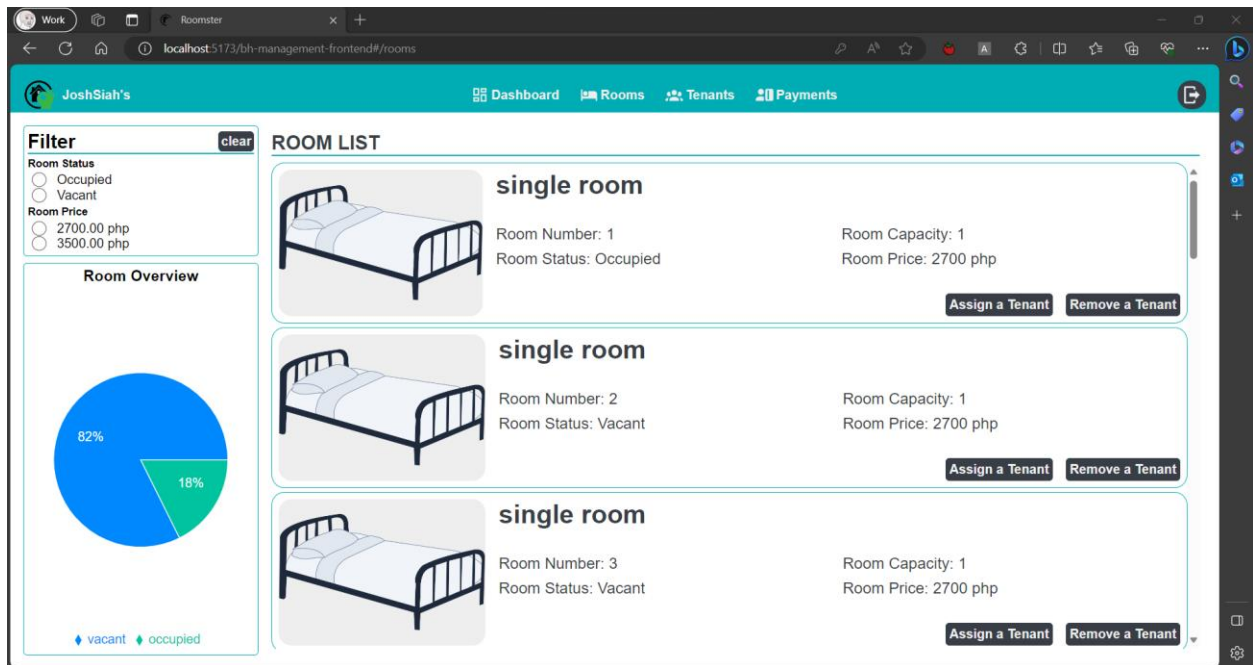 Work
Roomster
localhost:5173/bh-management-frontend#/rooms
JoshSiah's
Dashboard
Rooms
Tenants
Payments
Filter
clear
Room Status
Occupied
Vacant
Room Price
2700.00 php
3500.00 php
Room Overview
82%
18%
vacant
occupied
ROOM LIST
single room
Room Number: 1
Room Capacity: 1
Room Status: Occupied
Room Price: 2700 php
Assign a Tenant
Remove a Tenant
single room
Room Number: 2
Room Capacity: 1
Room Status: Vacant
Room Price: 2700 php
Assign a Tenant
Remove a Tenant
single room
Room Number: 3
Room Capacity: 1
Room Status: Vacant
Room Price: 2700 php
Assign a Tenant
Remove a Tenant